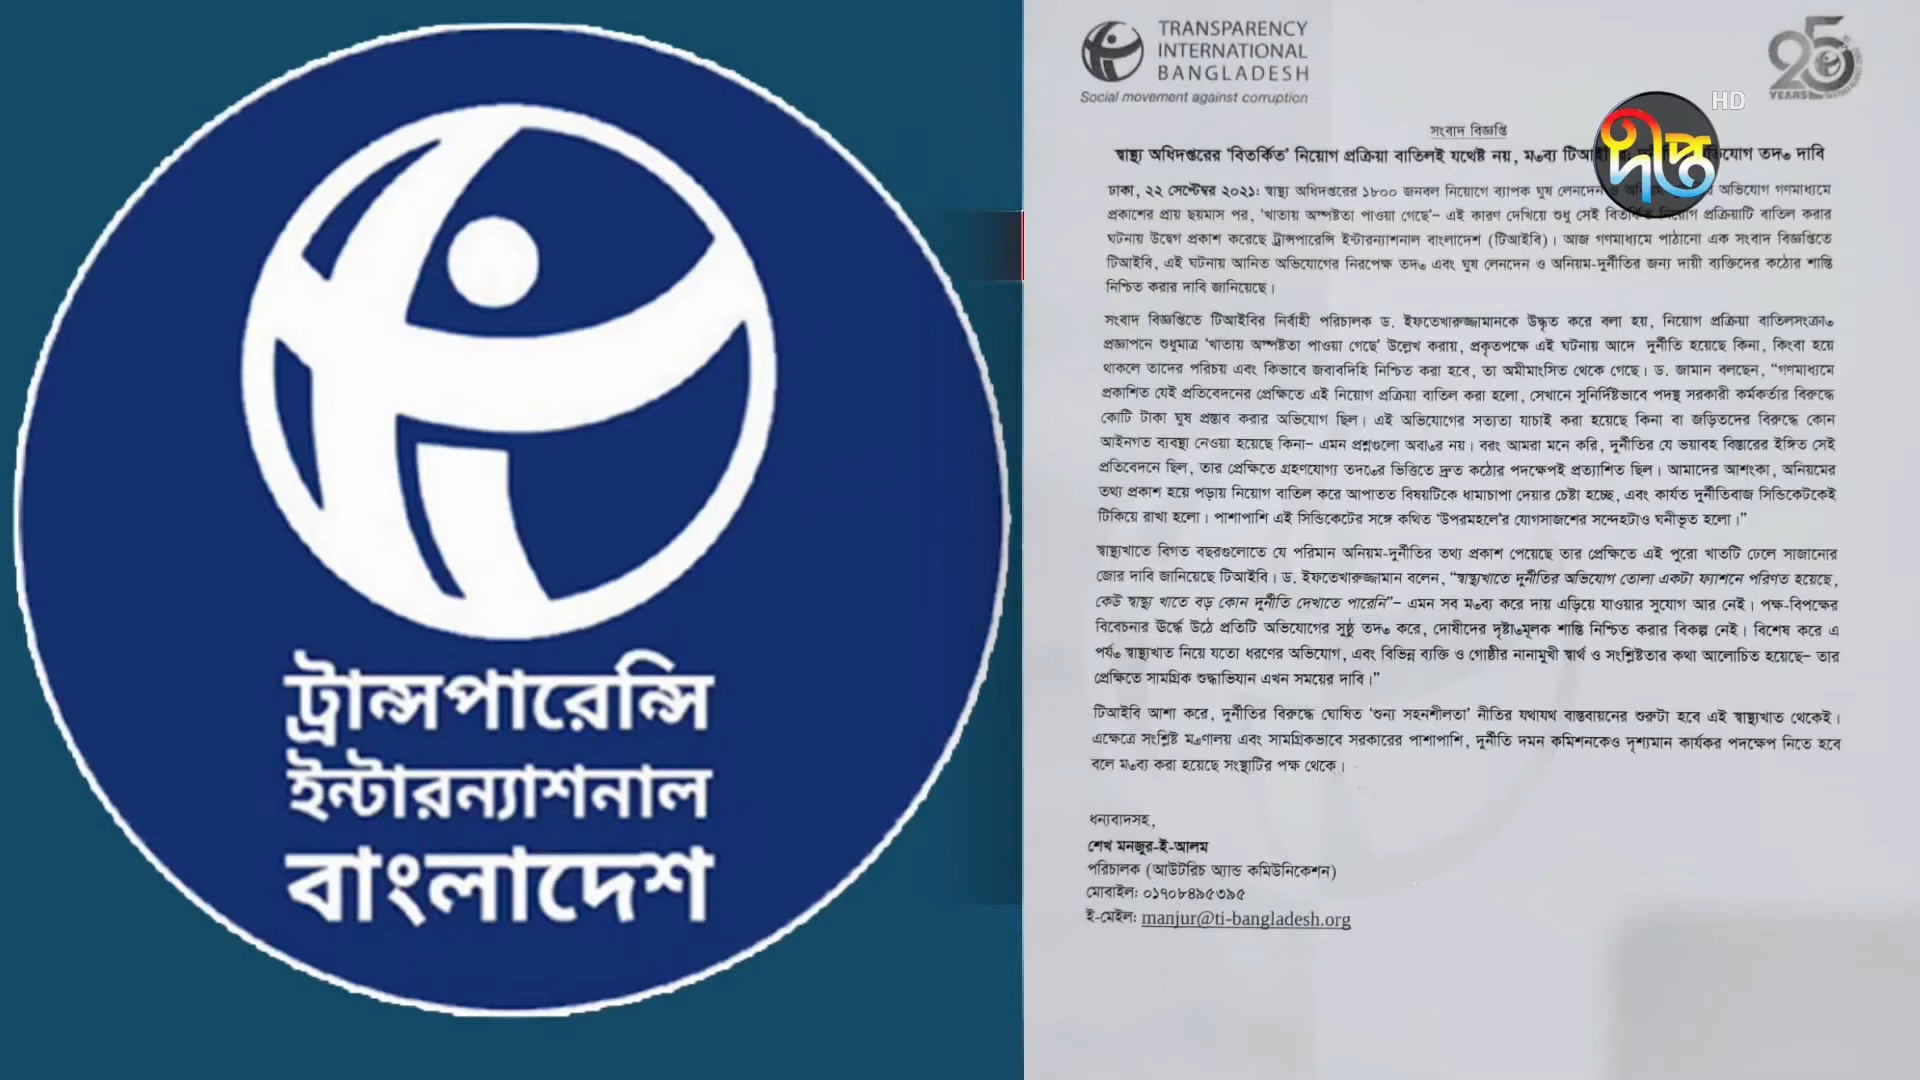 ট্রান্সপারেন্সি
ইন্টারন্যাশনাল
বাংলাদেশ
TRANSPARENCY
INTERNATIONAL
BANGLADESH
Social movement against corruption
25
YEARS
দীপ্ত
HD
সংবাদ বিজ্ঞপ্তি
স্বাস্থ্য অধিদপ্তরের ‘বিতর্কিত’ নিয়োগ প্রক্রিয়া বাতিলই যথেষ্ট নয়, মন্তব্য দাবি
ঢাকা, ২২ সেপ্টেম্বর ২০২১: স্বাস্থ্য অধিদপ্তরের ১৮০০ জনবল নিয়োগে ব্যাপক ঘুষ লেনদেন ও অভিযোগ গণমাধ্যমে
প্রকাশের প্রায় ছয়মাস পর, ‘খাতায় অস্পষ্টতা পাওয়া গেছে’– এই কারণ দেখিয়ে শুধু সেই বিতর্কিত নিয়োগ প্রক্রিয়াটি বাতিল করার
ঘটনায় উদ্বেগ প্রকাশ করেছে ট্রান্সপারেন্সি ইন্টারন্যাশনাল বাংলাদেশ (টিআইবি)। আজ গণমাধ্যমে পাঠানো এক সংবাদ বিজ্ঞপ্তিতে
টিআইবি, এই ঘটনায় আনিত অভিযোগের নিরপেক্ষ তদন্ত এবং ঘুষ লেনদেন ও অনিয়ম-দুর্নীতির জন্য দায়ী ব্যক্তিদের কঠোর শাস্তি
নিশ্চিত করার দাবি জানিয়েছে।
সংবাদ বিজ্ঞপ্তিতে টিআইবির নির্বাহী পরিচালক ড. ইফতেখারুজ্জামানকে উদ্ধৃত করে বলা হয়, নিয়োগ প্রক্রিয়া বাতিলসংক্রান্ত
প্রজ্ঞাপনে শুধুমাত্র ‘খাতায় অস্পষ্টতা পাওয়া গেছে’ উল্লেখ করায়, প্রকৃতপক্ষে এই ঘটনায় আদৌ দুর্নীতি হয়েছে কিনা, কিংবা হয়ে
থাকলে তাদের পরিচয় এবং কিভাবে জবাবদিহি নিশ্চিত করা হবে, তা অমীমাংসিত থেকে গেছে। ড. জামান বলছেন, “গণমাধ্যমে
প্রকাশিত যেই প্রতিবেদনের প্রেক্ষিতে এই নিয়োগ প্রক্রিয়া বাতিল করা হলো, সেখানে সুনির্দিষ্টভাবে পদস্থ সরকারী কর্মকর্তার বিরুদ্ধে
কোটি টাকা ঘুষ প্রস্তাব করার অভিযোগ ছিল। এই অভিযোগের সত্যতা যাচাই করা হয়েছে কিনা বা জড়িতদের বিরুদ্ধে কোন
আইনগত ব্যবস্থা নেওয়া হয়েছে কিনা– এমন প্রশ্নগুলো অবান্তর নয়। বরং আমরা মনে করি, দুর্নীতির যে ভয়াবহ বিস্তারের ইঙ্গিত সেই
প্রতিবেদনে ছিল, তার প্রেক্ষিতে গ্রহণযোগ্য তদন্তের ভিত্তিতে দ্রুত কঠোর পদক্ষেপই প্রত্যাশিত ছিল। আমাদের আশংকা, অনিয়মের
তথ্য প্রকাশ হয়ে পড়ায় নিয়োগ বাতিল করে আপাতত বিষয়টিকে ধামাচাপা দেয়ার চেষ্টা হচ্ছে, এবং কার্যত দুর্নীতিবাজ সিন্ডিকেটকেই
টিকিয়ে রাখা হলো। পাশাপাশি এই সিন্ডিকেটের সঙ্গে কথিত ‘উপরমহলে’র যোগসাজশের সন্দেহটাও ঘনীভূত হলো।”
স্বাস্থ্যখাতে বিগত বছরগুলোতে যে পরিমান অনিয়ম-দুর্নীতির তথ্য প্রকাশ পেয়েছে তার প্রেক্ষিতে এই পুরো খাতটি ঢেলে সাজানোর
জোর দাবি জানিয়েছে টিআইবি। ড. ইফতেখারুজ্জামান বলেন, “স্বাস্থ্যখাতে দুর্নীতির অভিযোগ তোলা একটা ফ্যাশনে পরিণত হয়েছে,
কেউ স্বাস্থ্য খাতে বড় কোন দুর্নীতি দেখাতে পারেনি”– এমন সব মন্তব্য করে দায় এড়িয়ে যাওয়ার সুযোগ আর নেই। পক্ষ-বিপক্ষের
বিবেচনার ঊর্দ্ধে উঠে প্রতিটি অভিযোগের সুষ্ঠু তদন্ত করে, দোষীদের দৃষ্টান্তমূলক শাস্তি নিশ্চিত করার বিকল্প নেই। বিশেষ করে এ
পর্যন্ত স্বাস্থ্যখাত নিয়ে যতো ধরণের অভিযোগ, এবং বিভিন্ন ব্যক্তি ও গোষ্ঠীর নানামুখী স্বার্থ ও সংশ্লিষ্টতার কথা আলোচিত হয়েছে– তার
প্রেক্ষিতে সামগ্রিক শুদ্ধাভিযান এখন সময়ের দাবি।”
টিআইবি আশা করে, দুর্নীতির বিরুদ্ধে ঘোষিত ‘শুন্য সহনশীলতা’ নীতির যথাযথ বাস্তবায়নের শুরুটা হবে এই স্বাস্থ্যখাত থেকেই।
এক্ষেত্রে সংশ্লিষ্ট মন্ত্রণালয় এবং সামগ্রিকভাবে সরকারের পাশাপাশি, দুর্নীতি দমন কমিশনকেও দৃশ্যমান কার্যকর পদক্ষেপ নিতে হবে
বলে মন্তব্য করা হয়েছে সংস্থাটির পক্ষ থেকে।
ধন্যবাদসহ,
শেখ মনজুর-ই-আলম
পরিচালক (আউটরিচ অ্যান্ড কমিউনিকেশন)
মোবাইল: ০১৭০৮৪৯৫৩৯৫
ই-মেইল: manjur@ti-bangladesh.org